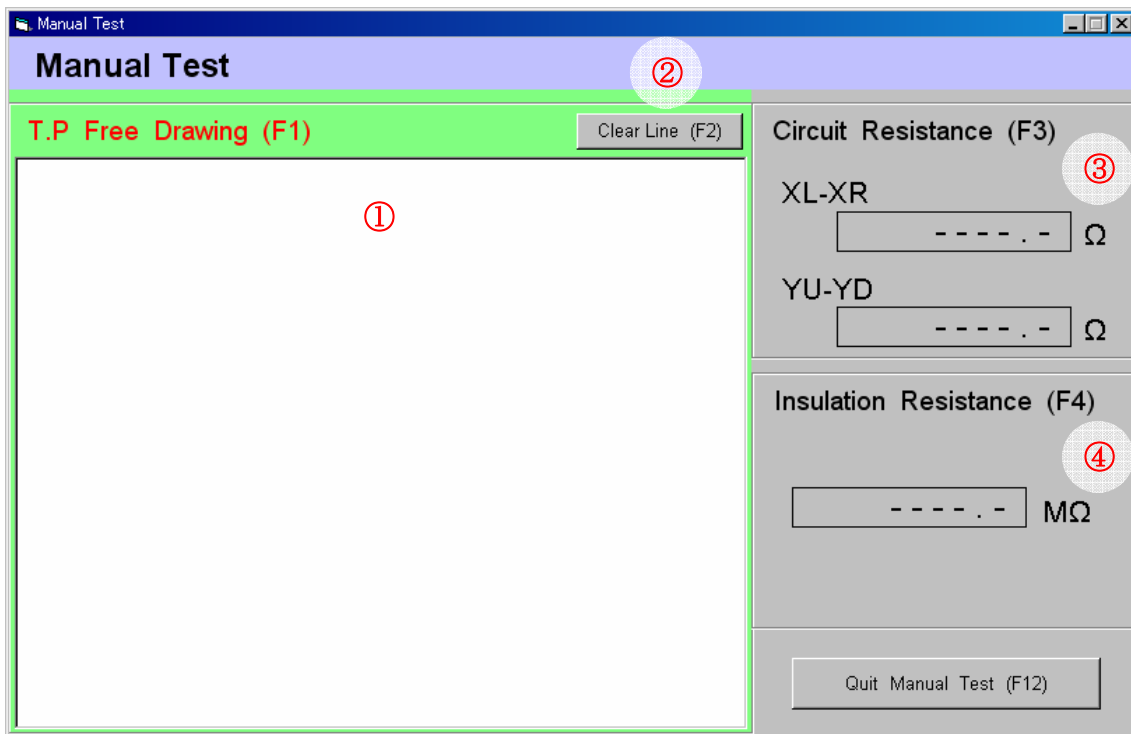 Manual Test
Manual Test
②
T.P Free Drawing (F1)
Clear Line (F2)
①
Circuit Resistance (F3)
③
XL-XR
----.- Ω
YU-YD
----.- Ω
Insulation Resistance (F4)
④
----.- MΩ
Quit Manual Test (F12)